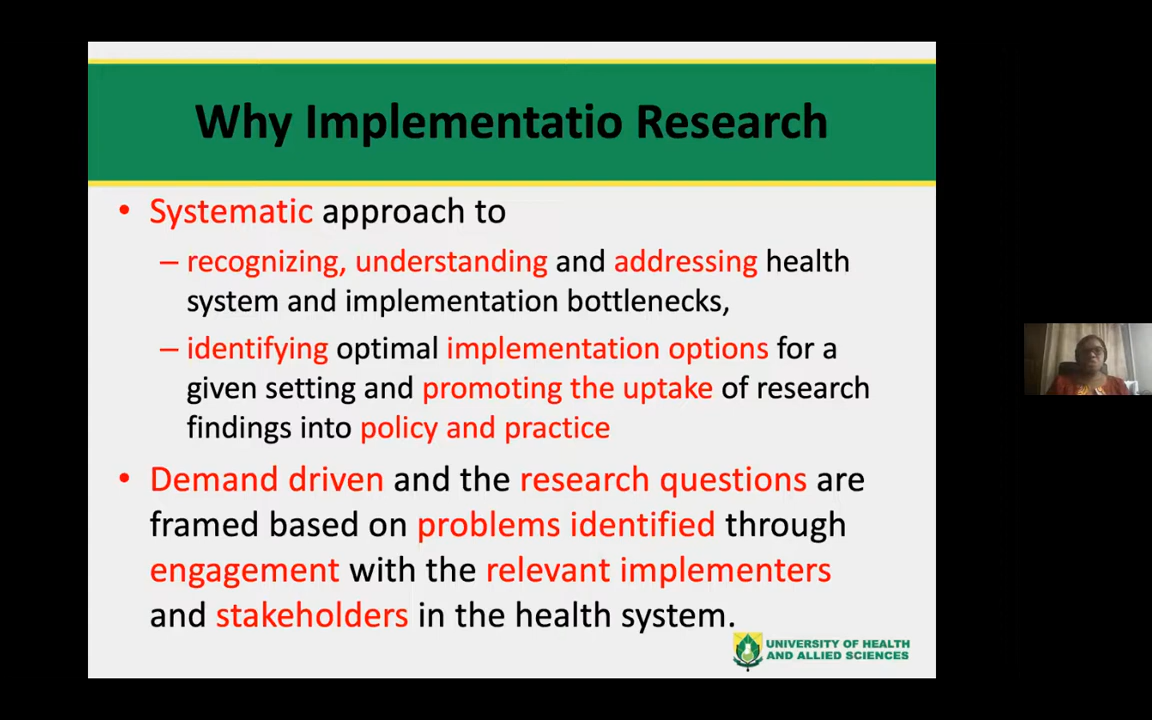 Why Implementatio Research
• Systematic approach to
– recognizing, understanding and addressing health
system and implementation bottlenecks,
– identifying optimal implementation options for a
given setting and promoting the uptake of research
findings into policy and practice
• Demand driven and the research questions are
framed based on problems identified through
engagement with the relevant implementers
and stakeholders in the health system.
UNIVERSITY OF HEALTH
AND ALLIED SCIENCES